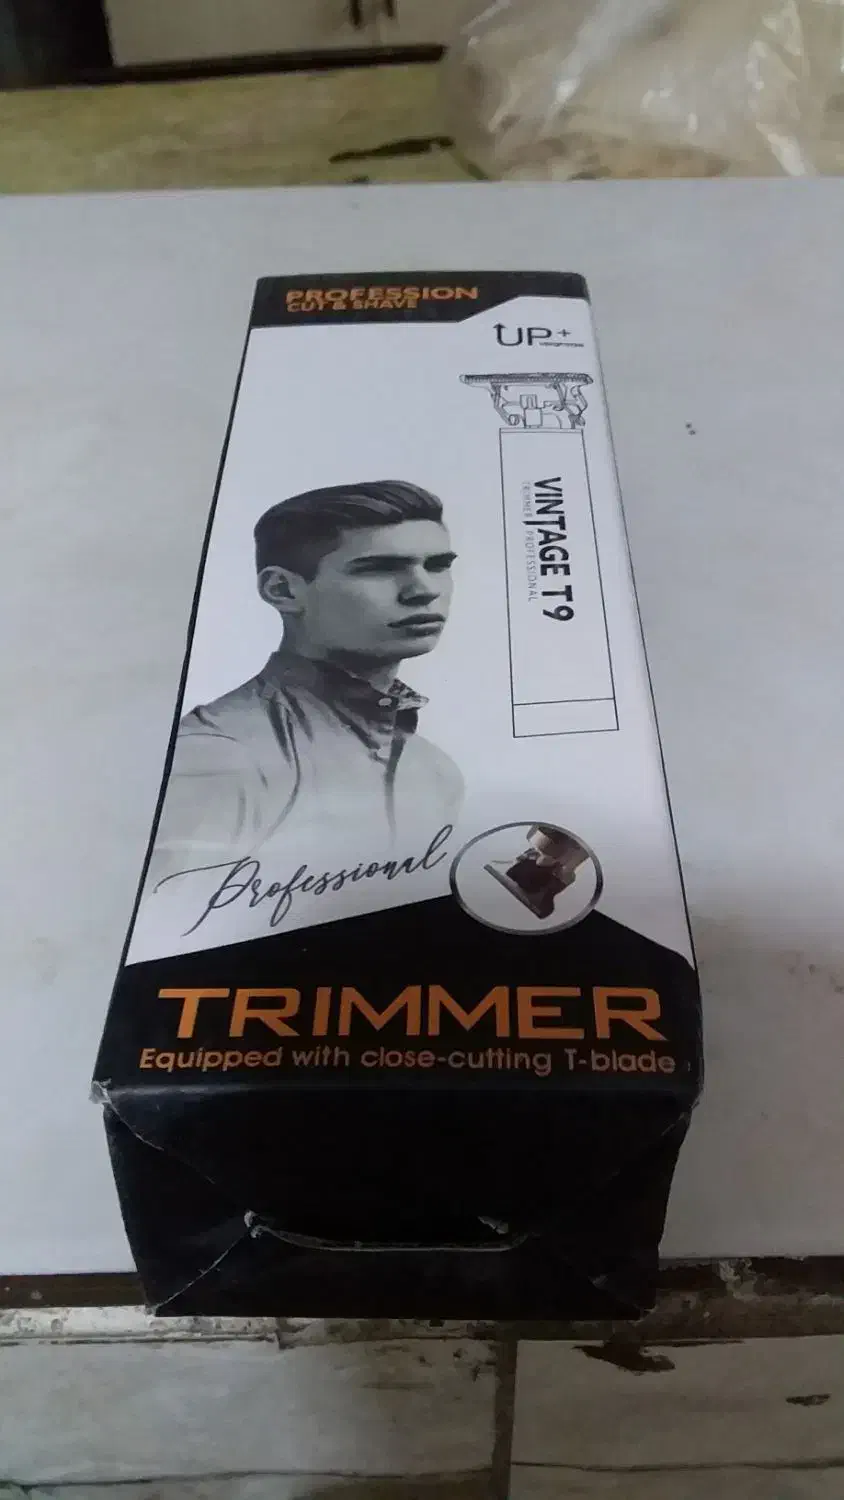 PROFESSION
CUT & SHAVE
UP+
VINTAGE T9
TRIMMER PROFESSIONAL
Professional
TRIMMER
Equipped with close-cutting T-blade